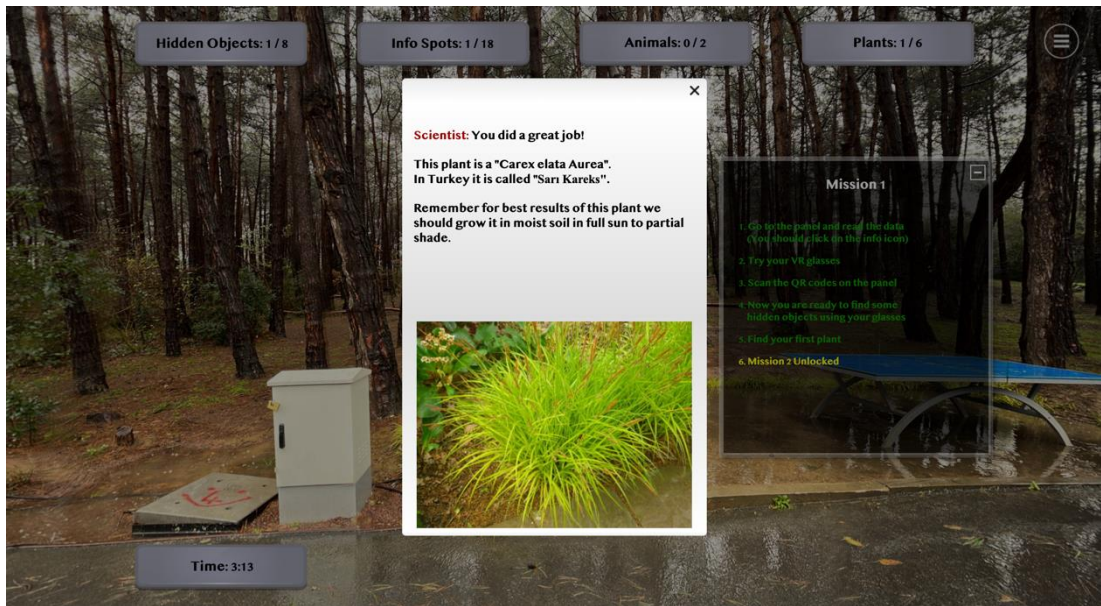 Hidden Objects: 1 / 8
Info Spots: 1 / 18
Animals: 0 / 2
Plants: 1 / 6
Scientist: You did a great job!
This plant is a "Carex elata Aurea".
In Turkey it is called "Sarı Kareks".
Remember for best results of this plant we
should grow it in moist soil in full sun to partial
shade.
Mission 1
1. Go to the panel and read the data
(You should click on the info icon)
2. Try your VR glasses
3. Scan the QR codes on the panel
4. Now you are ready to find some
hidden objects using your glasses
5. Find your first plant
6. Mission 2 Unlocked
Time: 3:13